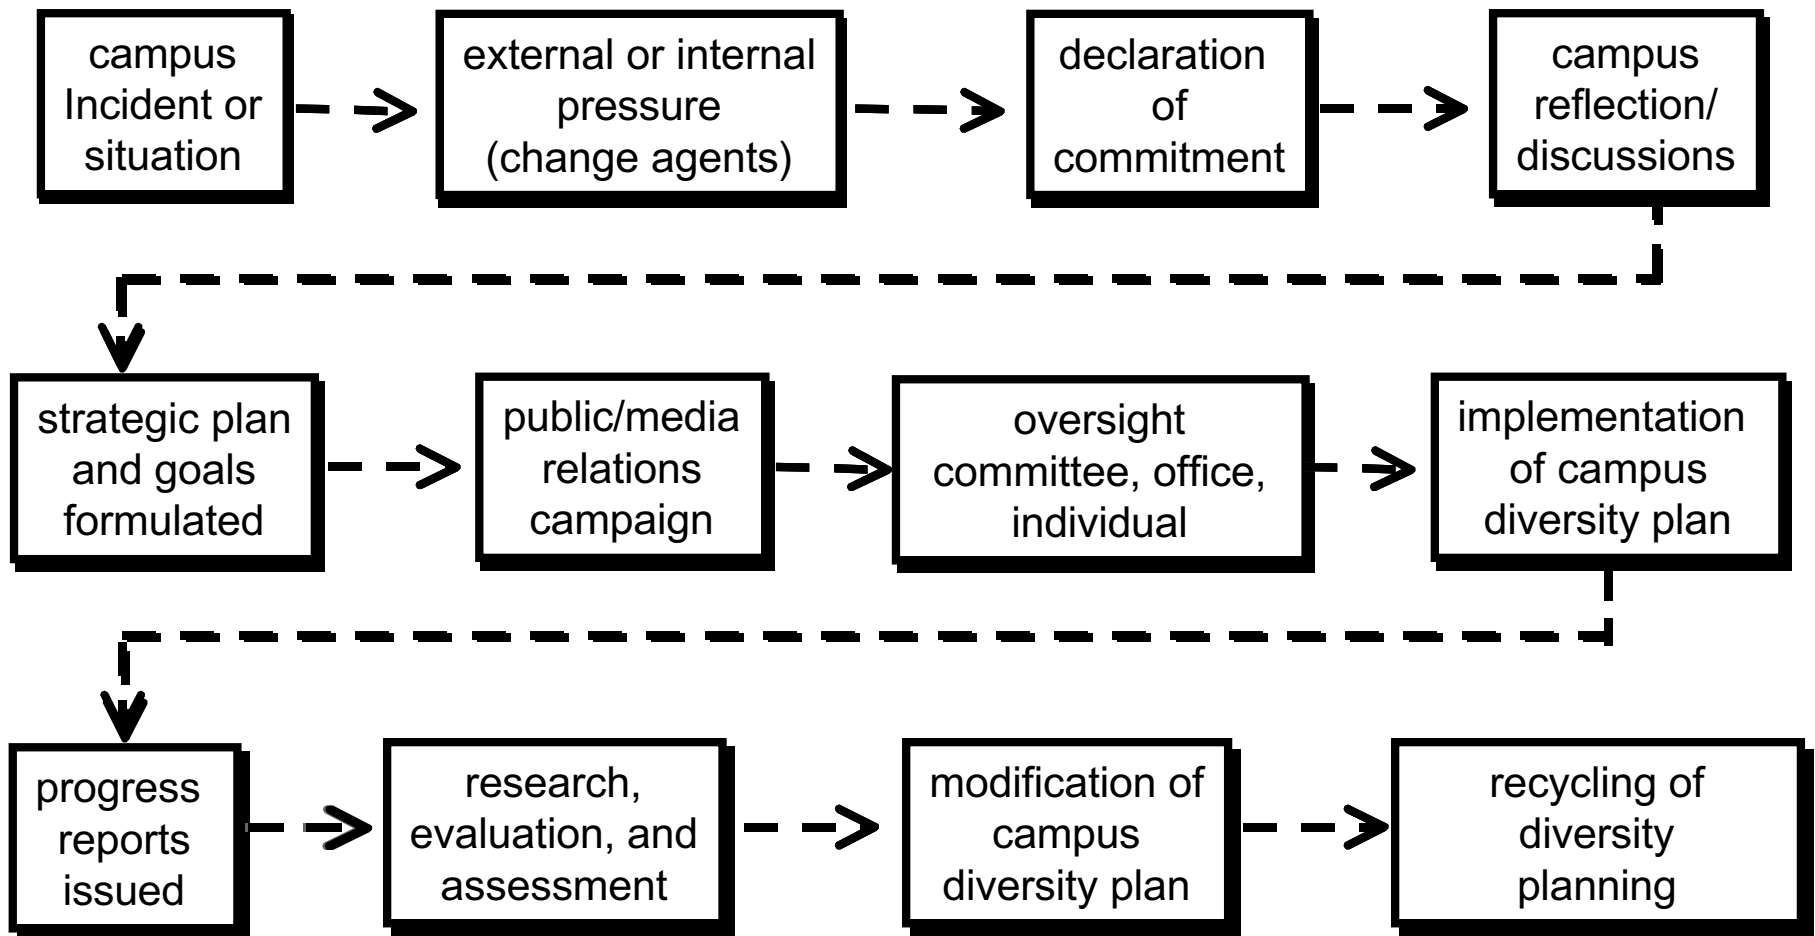 campus
Incident or
situation
external or internal
pressure
(change agents)
declaration
of
commitment
campus
reflection/
discussions
strategic plan
and goals
formulated
public/media
relations
campaign
oversight
committee, office,
individual
implementation
of campus
diversity plan
progress
reports
issued
research,
evaluation, and
assessment
modification of
campus
diversity plan
recycling of
diversity
planning